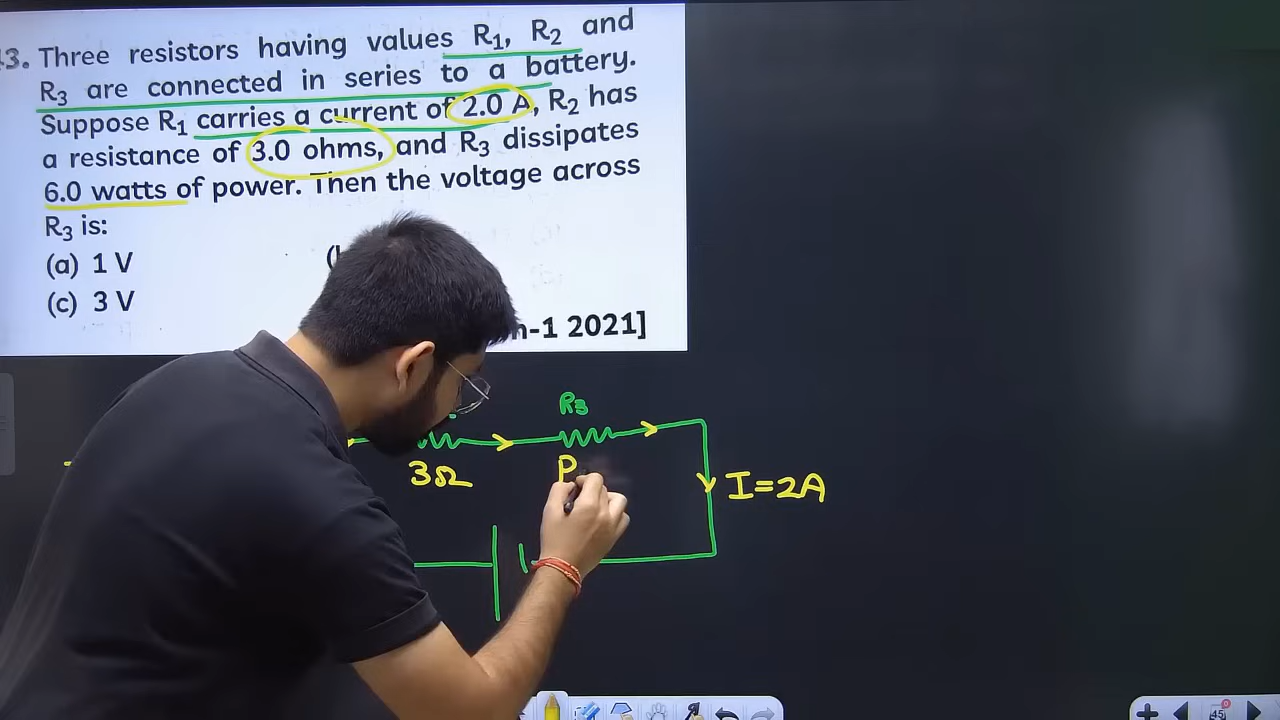 3. Three resistors having values R₁, R₂ and
R₃ are connected in series to a battery.
Suppose R₁ carries a current of 2.0 A, R₂ has
a resistance of 3.0 ohms, and R₃ dissipates
6.0 watts of power. Then the voltage across
R₃ is:
(a) 1 V
(c) 3 V
-1 2021]
R₃
3Ω
P
I=2A
45